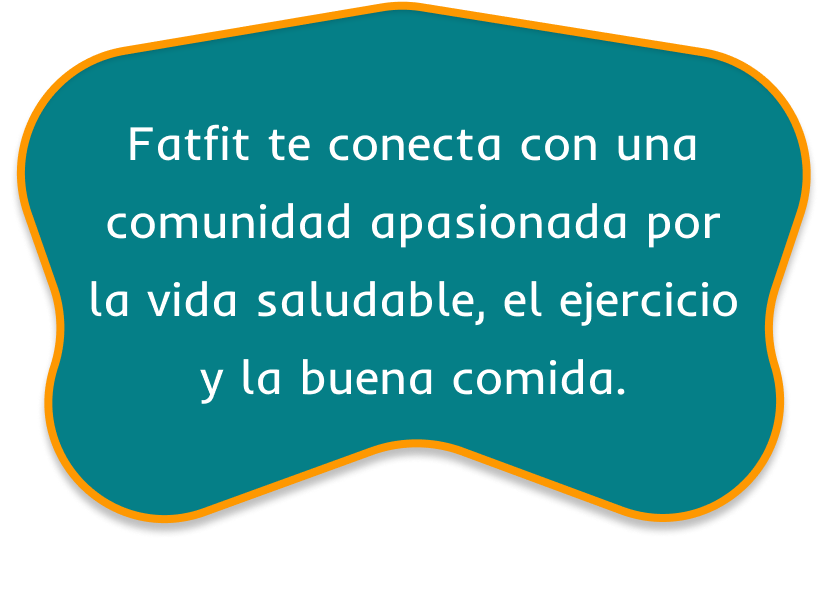 Fatfit te conecta con una
comunidad apasionada por
la vida saludable, el ejercicio
y la buena comida.